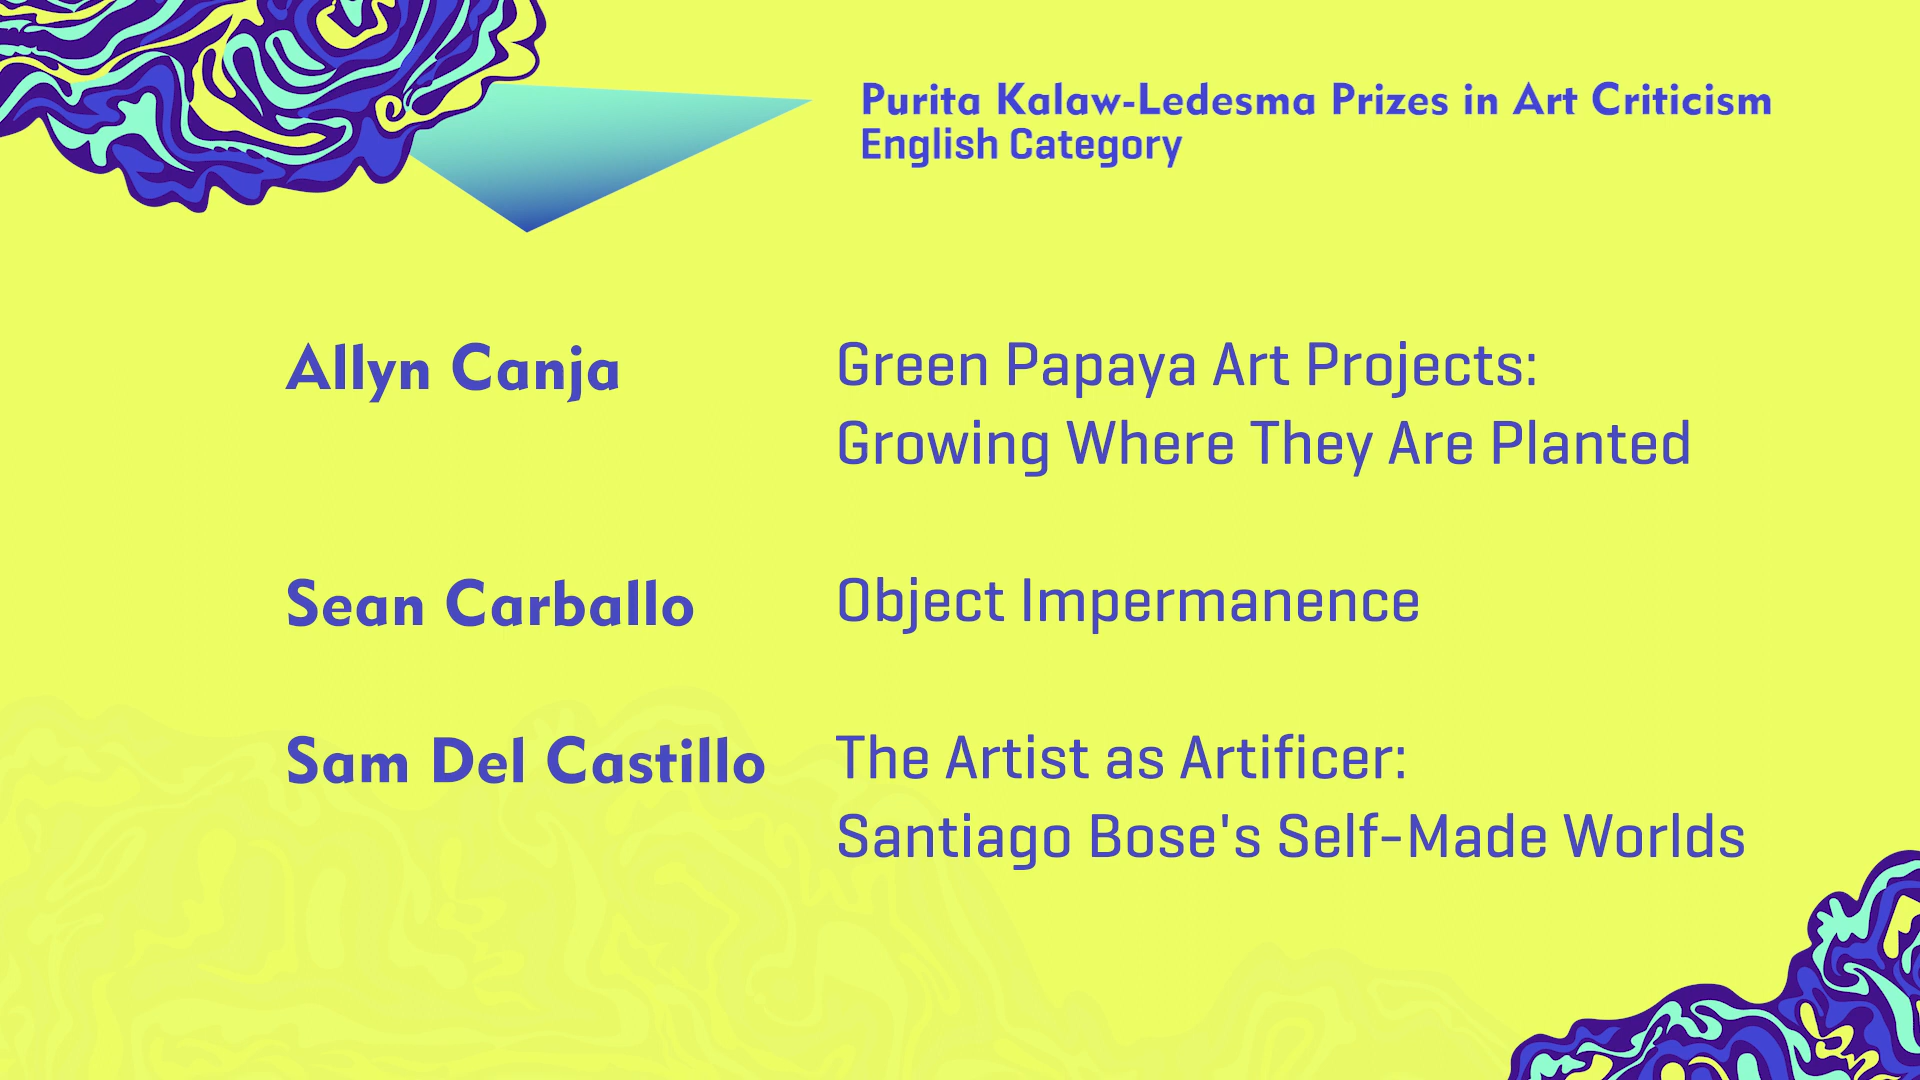 Purita Kalaw-Ledesma Prizes in Art Criticism
English Category
Allyn Canja
Green Papaya Art Projects:
Growing Where They Are Planted
Sean Carballo
Object Impermanence
Sam Del Castillo
The Artist as Artificer:
Santiago Bose's Self-Made Worlds